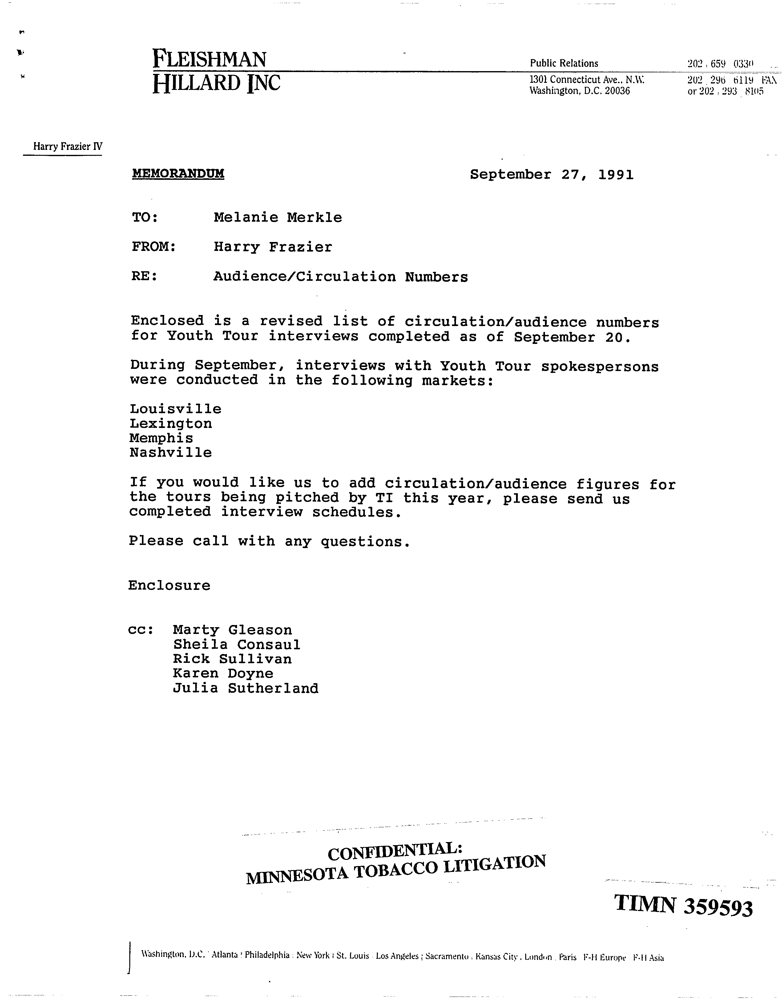 FLEISHMAN
HILLARD INC
Public Relations
1301 Connecticut Ave., N.W.
Washington, D.C. 20036
202 . 659 0330
202 296 6119 FAX
or 202 . 293 8105
Harry Frazier IV
MEMORANDUM
September 27, 1991
TO: Melanie Merkle
FROM: Harry Frazier
RE: Audience/Circulation Numbers
Enclosed is a revised list of circulation/audience numbers
for Youth Tour interviews completed as of September 20.
During September, interviews with Youth Tour spokespersons
were conducted in the following markets:
Louisville
Lexington
Memphis
Nashville
If you would like us to add circulation/audience figures for
the tours being pitched by TI this year, please send us
completed interview schedules.
Please call with any questions.
Enclosure
cc: Marty Gleason
Sheila Consaul
Rick Sullivan
Karen Doyne
Julia Sutherland
CONFIDENTIAL:
MINNESOTA TOBACCO LITIGATION
TIMN 359593
Washington, D.C. Atlanta Philadelphia New York St. Louis Los Angeles Sacramento Kansas City London Paris F-H Europe F-H Asia